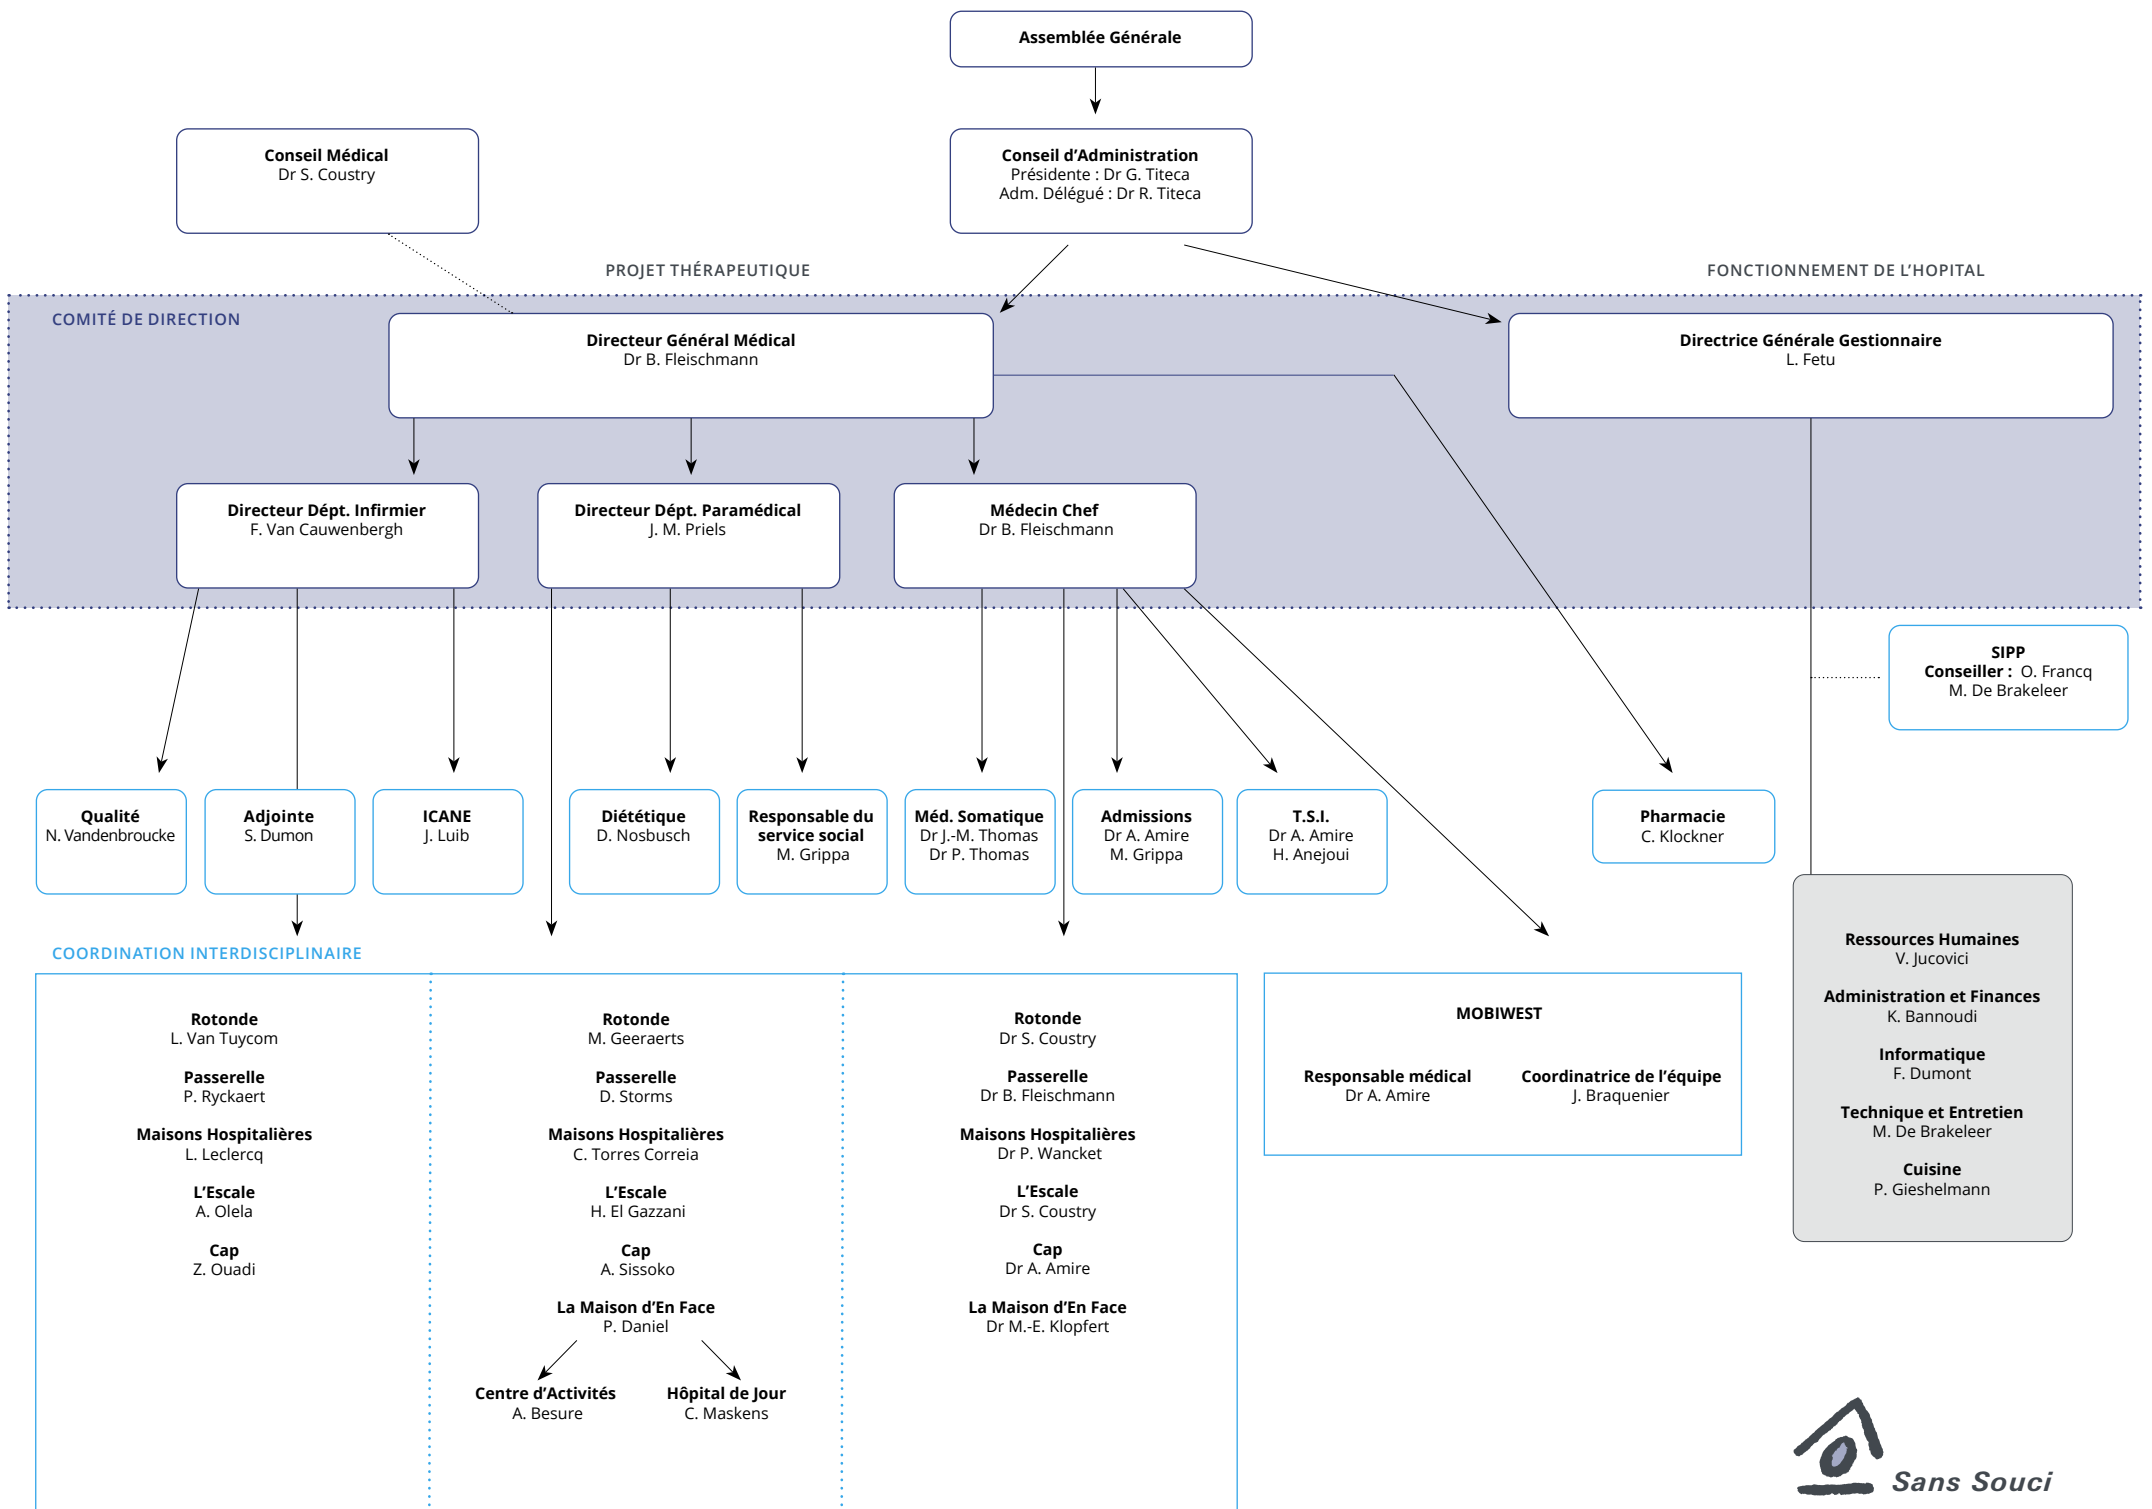 Assemblée Générale
Conseil Médical
Dr S. Coustry
Conseil d’Administration
Présidente : Dr G. Titeca
Adm. Délégué : Dr R. Titeca
PROJET THÉRAPEUTIQUE
FONCTIONNEMENT DE L’HOPITAL
COMITÉ DE DIRECTION
Directeur Général Médical
Dr B. Fleischmann
Directrice Générale Gestionnaire
L. Fetu
Directeur Dépt. Infirmier
F. Van Cauwenbergh
Directeur Dépt. Paramédical
J. M. Priels
Médecin Chef
Dr B. Fleischmann
SIPP
Conseiller : O. Francq
M. De Brakeleer
Qualité
N. Vandenbroucke
Adjointe
S. Dumon
ICANE
J. Luib
Diététique
D. Nosbusch
Responsable du
service social
M. Grippa
Méd. Somatique
Dr J.-M. Thomas
Dr P. Thomas
Admissions
Dr A. Amire
M. Grippa
T.S.I.
Dr A. Amire
H. Anejoui
Pharmacie
C. Klockner
COORDINATION INTERDISCIPLINAIRE
Rotonde
L. Van Tuycom
Passerelle
P. Ryckaert
Maisons Hospitalières
L. Leclercq
L’Escale
A. Olela
Cap
Z. Ouadi
Rotonde
M. Geeraerts
Passerelle
D. Storms
Maisons Hospitalières
C. Torres Correia
L’Escale
H. El Gazzani
Cap
A. Sissoko
La Maison d’En Face
P. Daniel
Centre d’Activités
A. Besure
Hôpital de Jour
C. Maskens
Rotonde
Dr S. Coustry
Passerelle
Dr B. Fleischmann
Maisons Hospitalières
Dr P. Wancket
L’Escale
Dr S. Coustry
Cap
Dr A. Amire
La Maison d’En Face
Dr M.-E. Klopfert
MOBIWEST
Responsable médical
Dr A. Amire
Coordinatrice de l’équipe
J. Braquenier
Ressources Humaines
V. Jucovici
Administration et Finances
K. Bannoudi
Informatique
F. Dumont
Technique et Entretien
M. De Brakeleer
Cuisine
P. Gieshelmann
Sans Souci